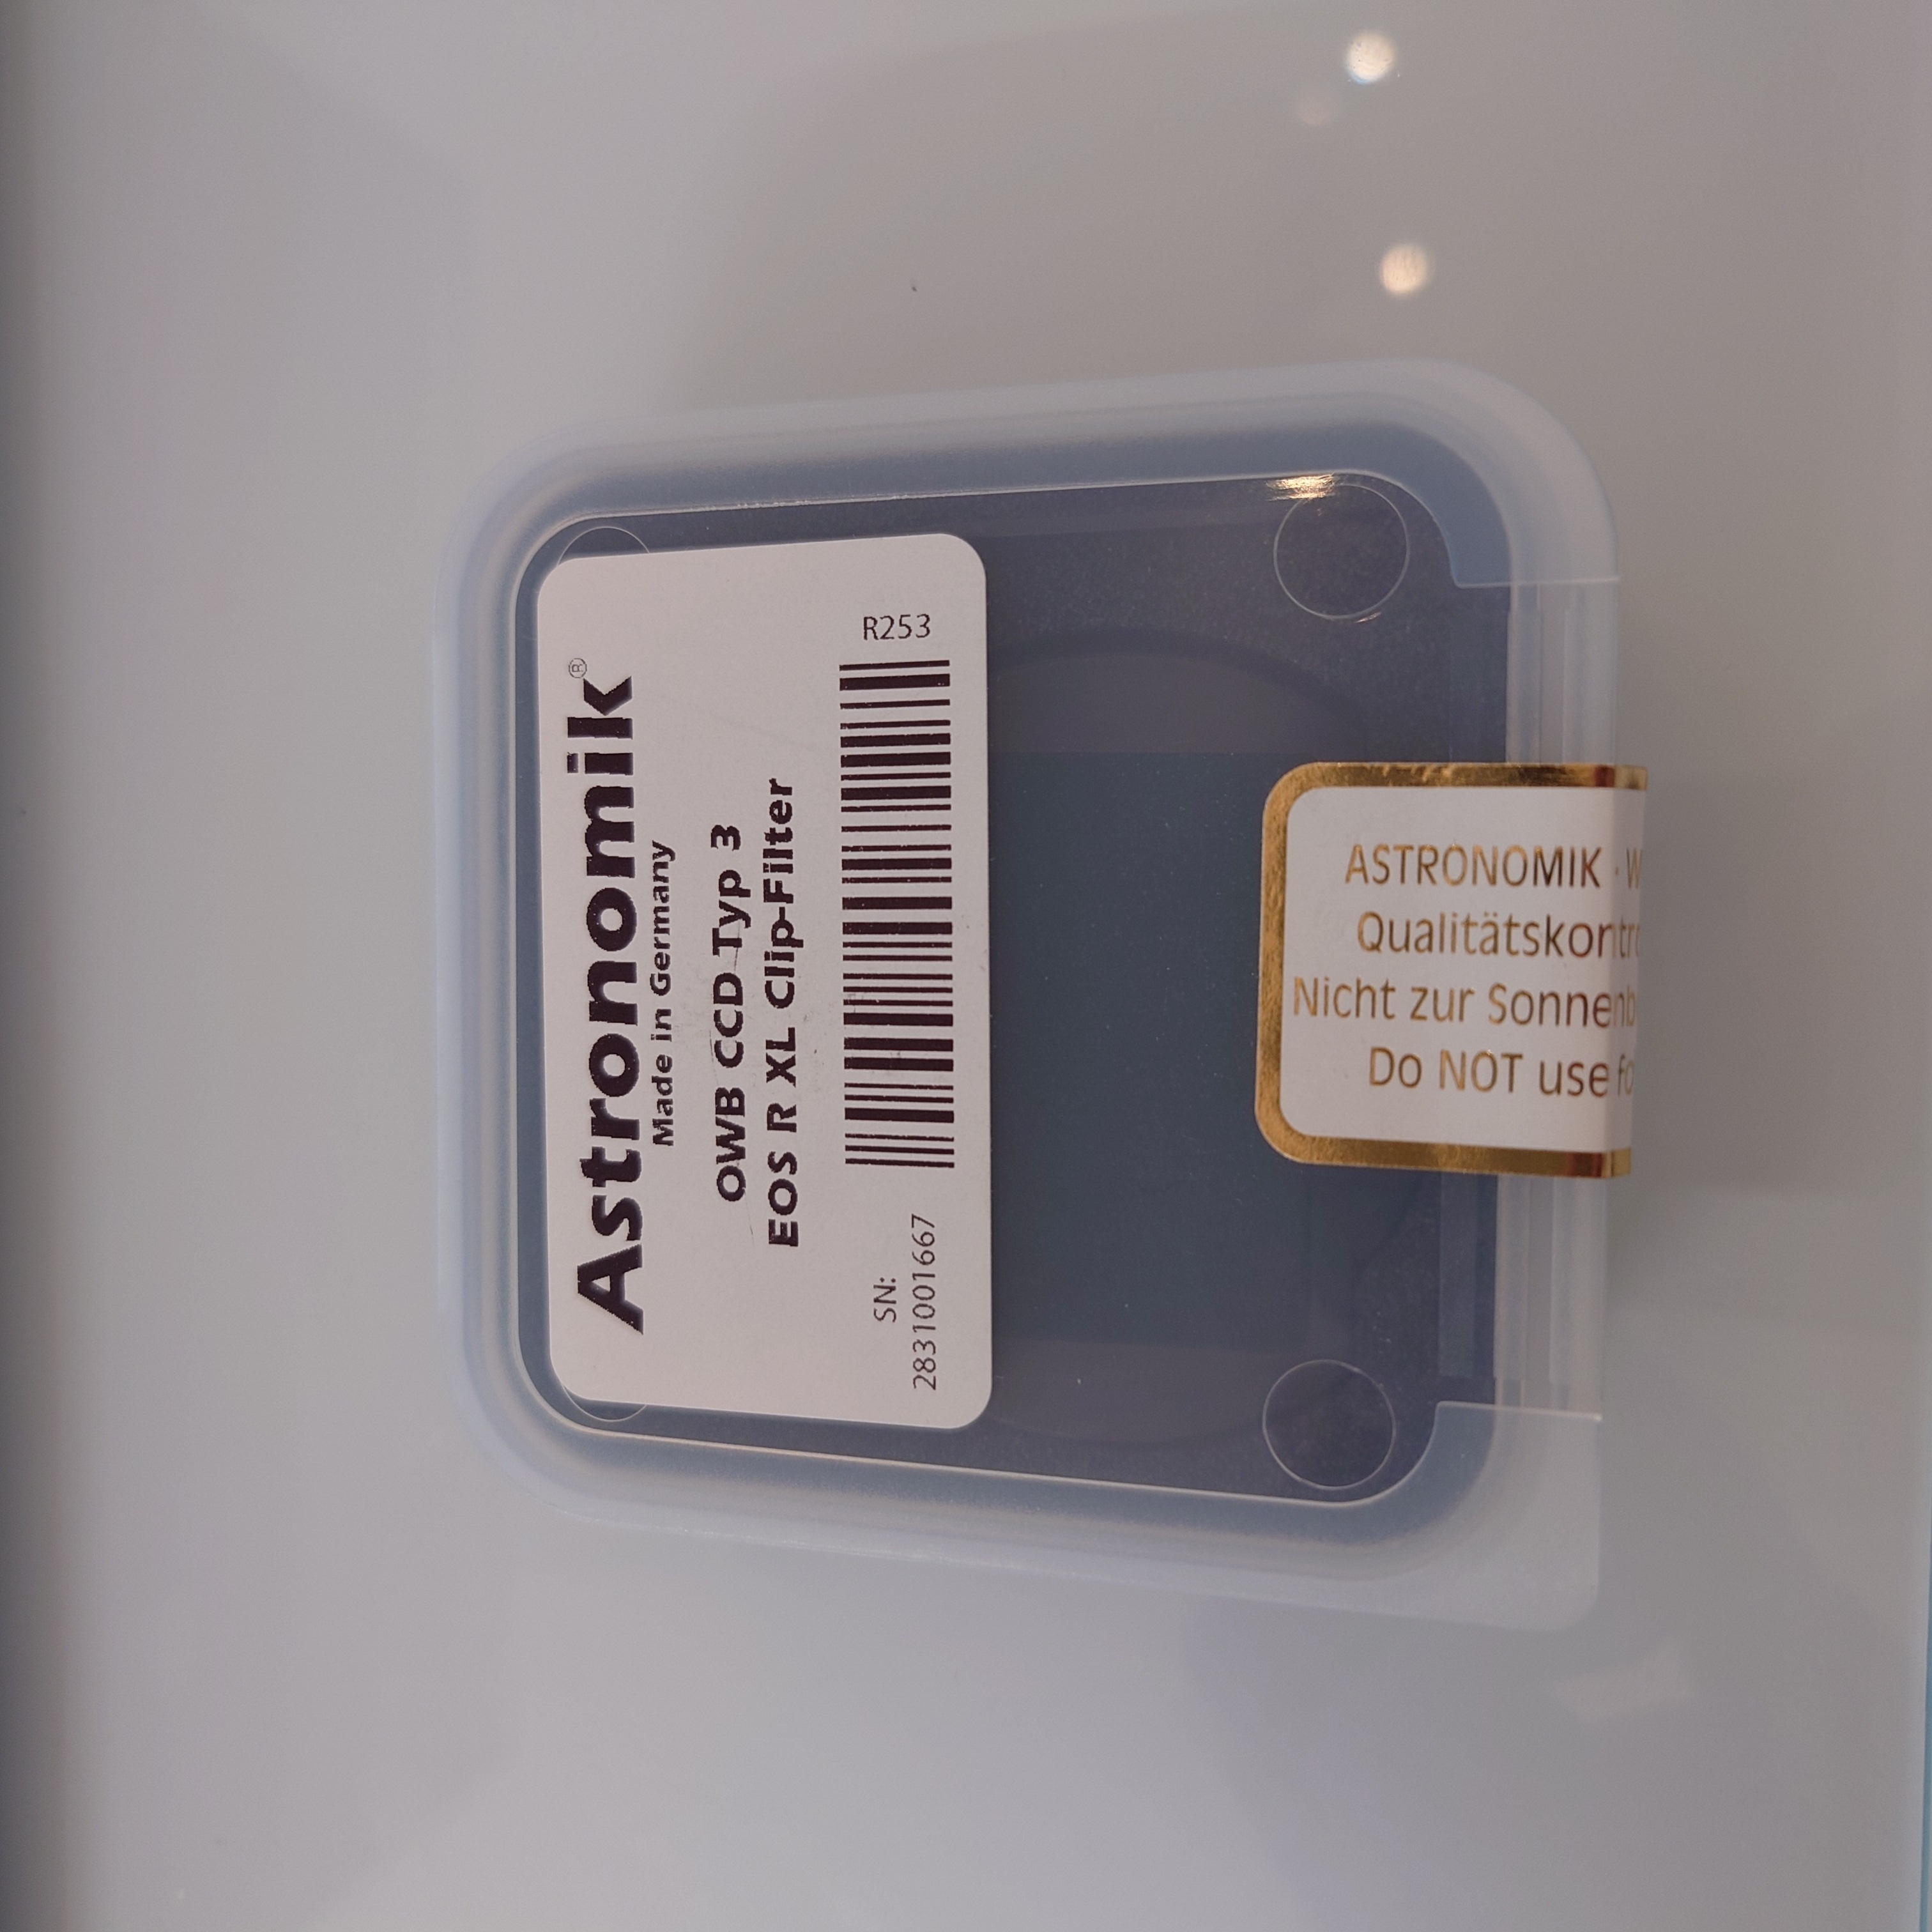 Astronomik®
Made in Germany
OWB CCD Typ 3
EOS R XL Clip-Filter
SN:
2831001667
R253
ASTRONOMIK ·
Do NOT use
Nicht zur